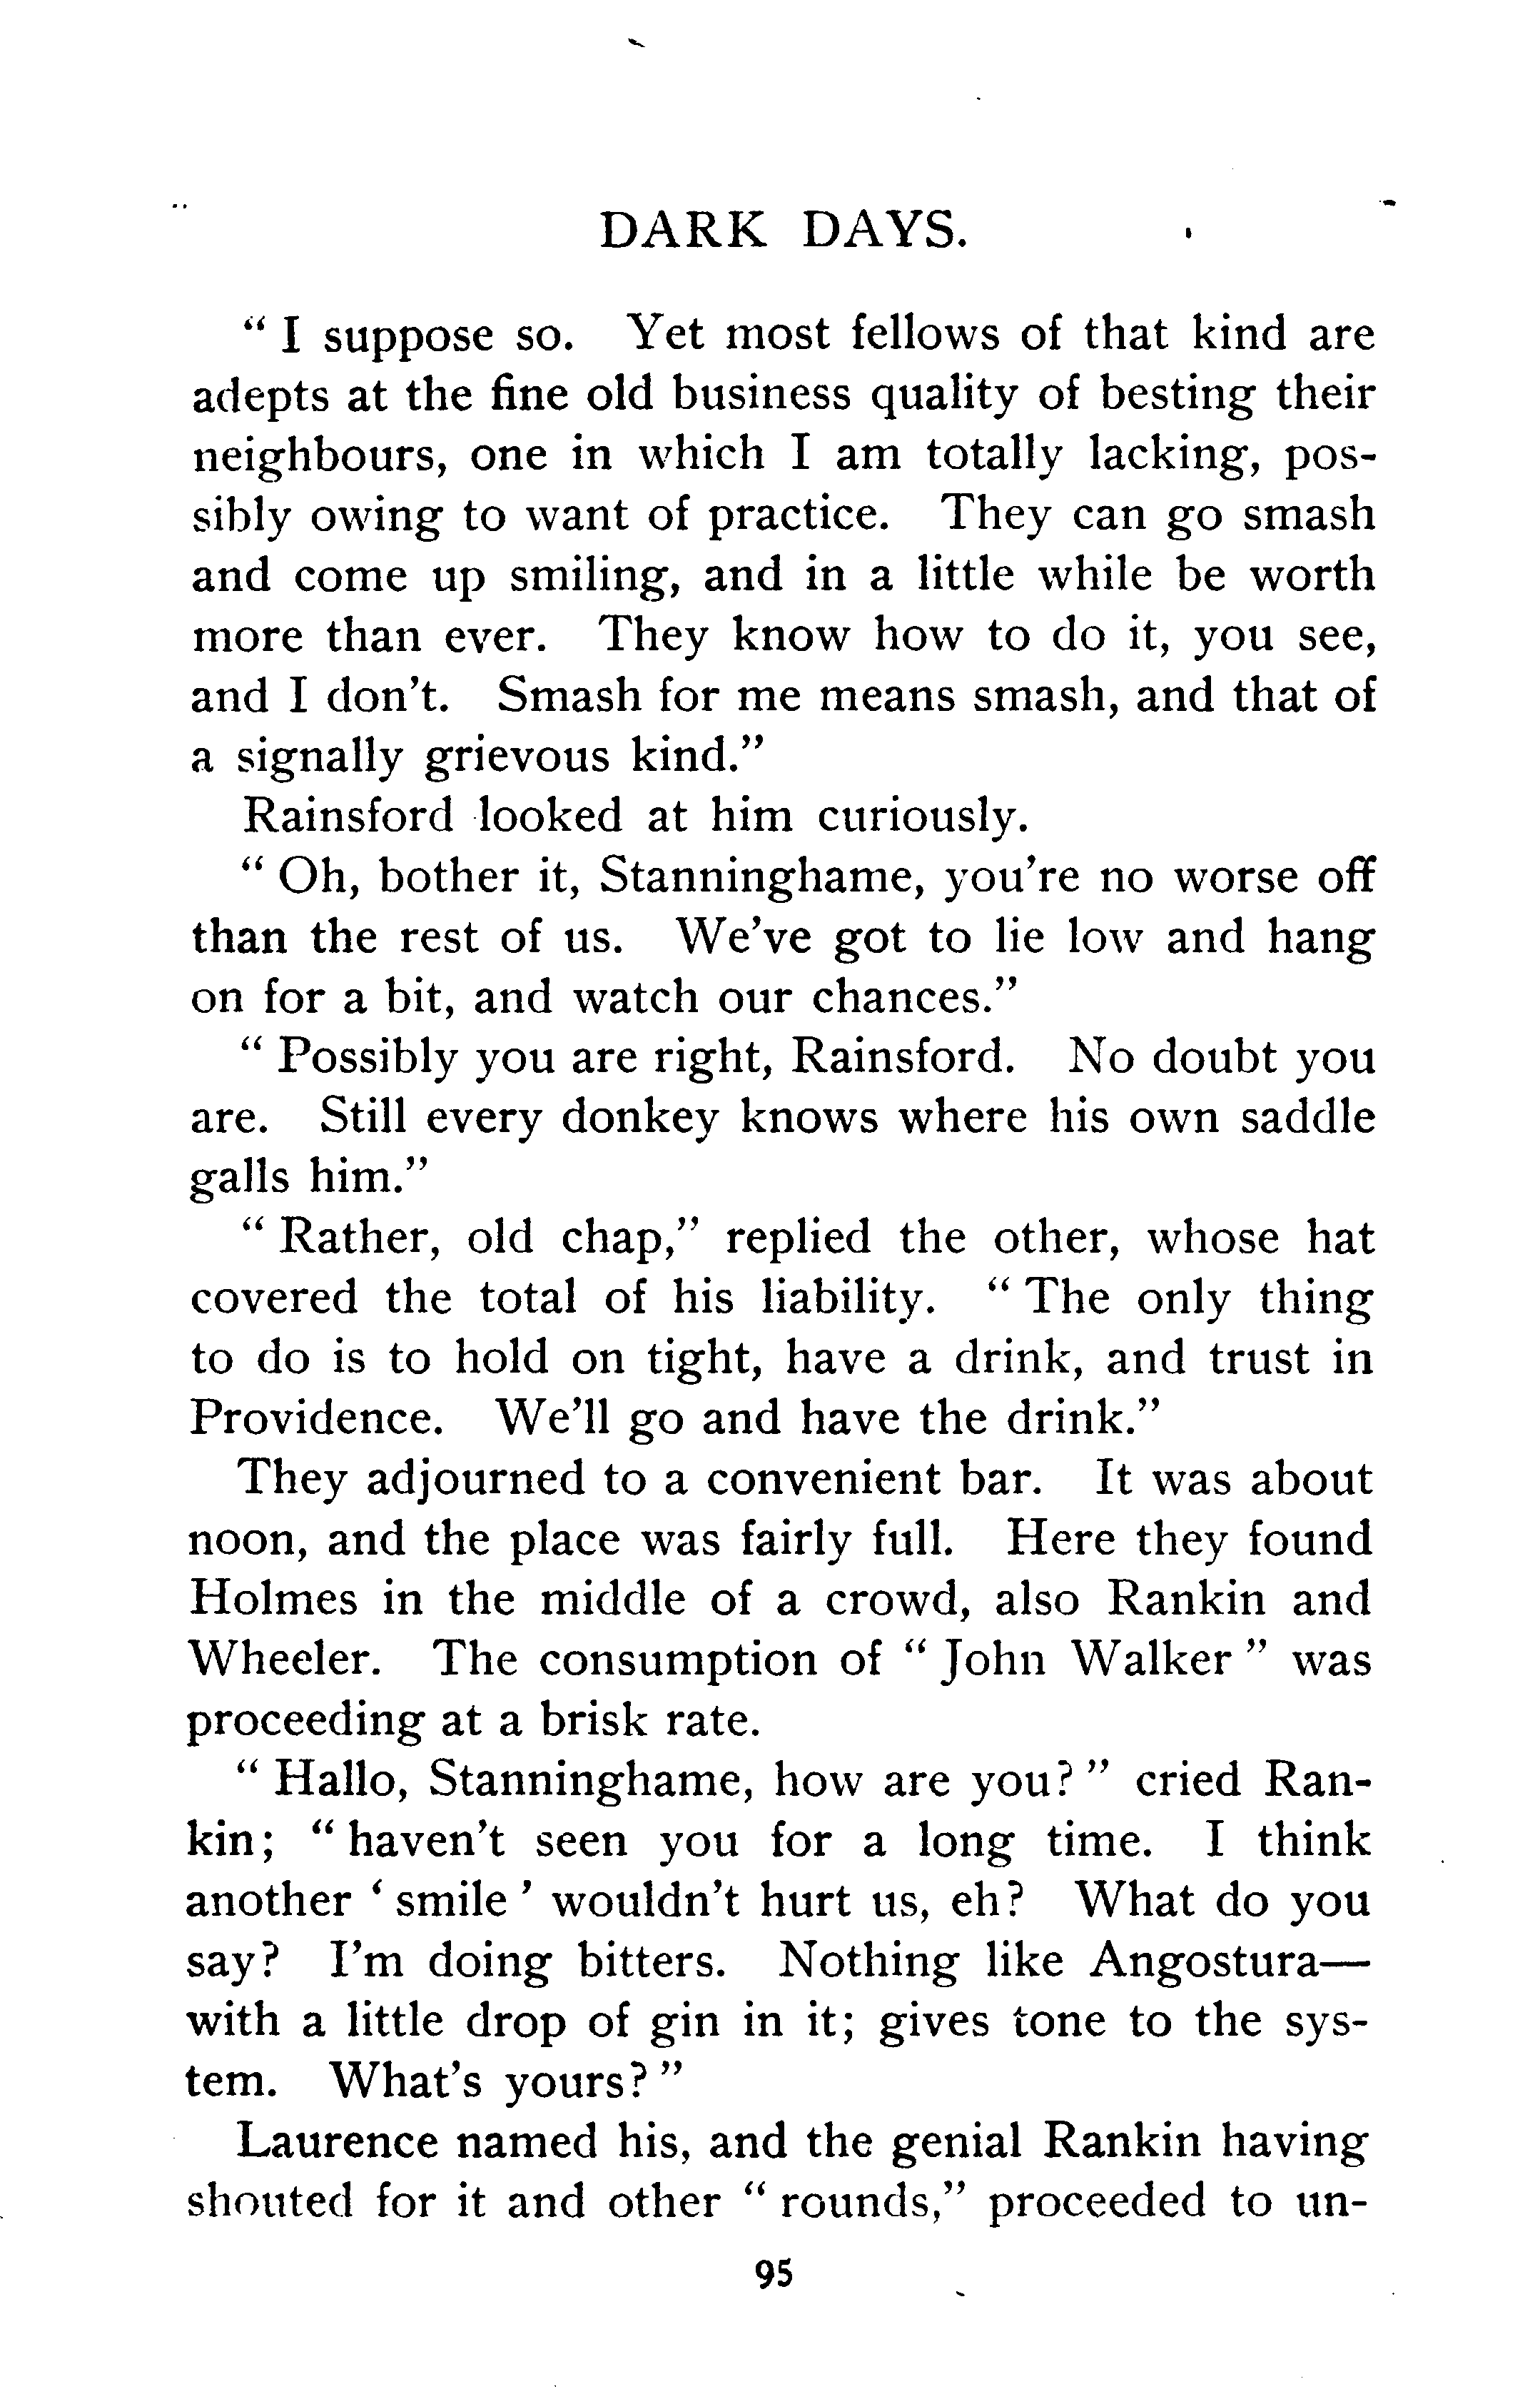 DARK DAYS.
“ I suppose so. Yet most fellows of that kind are
adepts at the fine old business quality of besting their
neighbours, one in which I am totally lacking, pos-
sibly owing to want of practice. They can go smash
and come up smiling, and in a little while be worth
more than ever. They know how to do it, you see,
and I don't. Smash for me means smash, and that of
a signally grievous kind.”
Rainsford looked at him curiously.
“ Oh, bother it, Stanninghame, you're no worse off
than the rest of us. We've got to lie low and hang
on for a bit, and watch our chances.”
“ Possibly you are right, Rainsford. No doubt you
are. Still every donkey knows where his own saddle
galls him.”
“ Rather, old chap,” replied the other, whose hat
covered the total of his liability. “ The only thing
to do is to hold on tight, have a drink, and trust in
Providence. We'll go and have the drink.”
They adjourned to a convenient bar. It was about
noon, and the place was fairly full. Here they found
Holmes in the middle of a crowd, also Rankin and
Wheeler. The consumption of “ John Walker ” was
proceeding at a brisk rate.
“ Hallo, Stanninghame, how are you? ” cried Ran-
kin; “ haven't seen you for a long time. I think
another ‘ smile ’ wouldn't hurt us, eh? What do you
say? I'm doing bitters. Nothing like Angostura—
with a little drop of gin in it; gives tone to the sys-
tem. What's yours? ”
Laurence named his, and the genial Rankin having
shouted for it and other “ rounds,” proceeded to un-
95